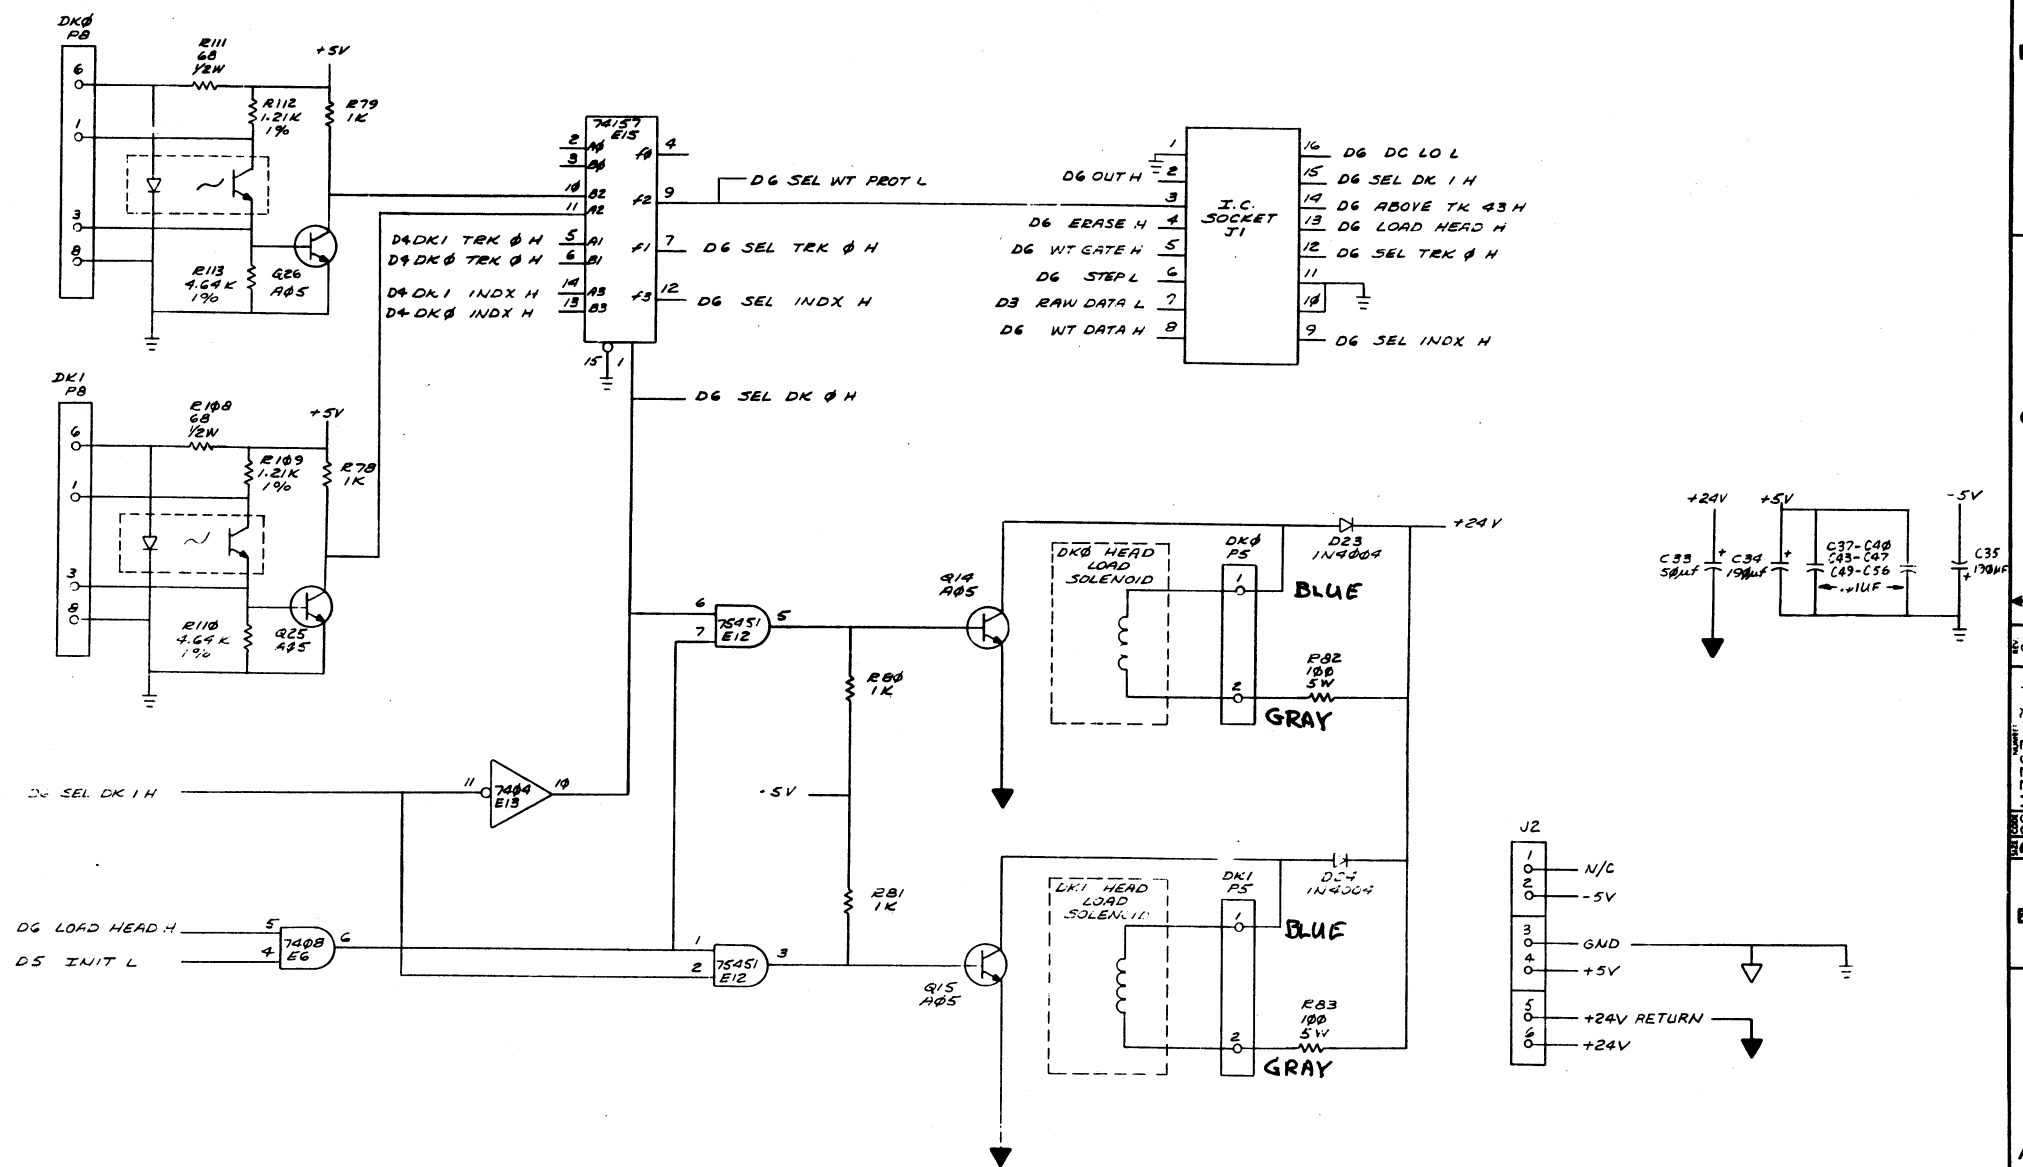 DKØ
P8
6
1
3
8
R111
68
1/2W
+5V
R112
1.21K
1%
R79
1K
R113
4.64K
1%
Q26
AØ5
DK1
P8
6
1
3
8
R1Ø8
68
1/2W
+5V
R1Ø9
1.21K
1%
R78
1K
R11Ø
4.64K
1%
Q25
AØ5
74157
E15
2 AØ
3 BØ
1Ø B2
11 A2
D4 DK1 TRK Ø H 5 A1
D4 DKØ TRK Ø H 6 B1
D4 DK1 INDX H 14 A3
D4 DKØ INDX H 13 B3
fØ 4
f2 9
D6 SEL WT PROT L
f1 7 D6 SEL TRK Ø H
f3 12 D6 SEL INDX H
15 1
D6 SEL DK Ø H
I.C.
SOCKET
J1
1
D6 OUT H 2
3
D6 ERASE H 4
D6 WT GATE H 5
D6 STEP L 6
D3 RAW DATA L 7
D6 WT DATA H 8
16 D6 DC LO L
15 D6 SEL DK 1 H
14 D6 ABOVE TK 43 H
13 D6 LOAD HEAD H
12 D6 SEL TRK Ø H
11
1Ø
9 D6 SEL INDX H
D6 SEL DK 1 H
11
74Ø4
E13
1Ø
D6 LOAD HEAD H 5
D5 INIT L 4
74Ø8
E6
6
6
7
75451
E12
5
1
2
75451
E12
3
R8Ø
1K
-5V
R81
1K
Q14
AØ5
DKØ HEAD
LOAD
SOLENOID
DKØ
P5
1
2
BLUE
GRAY
D23
1N4ØØ4
+24V
R82
1ØØ
5W
Q15
AØ5
DK1 HEAD
LOAD
SOLENOID
DK1
P5
1
2
BLUE
GRAY
D24
1N4ØØ4
R83
1ØØ
5W
+24V
C33
5Øµf
+
+5V
C34
+
C37-C4Ø
C43-C47
C49-C56
.1UF
-5V
C35
+
J2
1 N/C
2 -5V
3 GND
4 +5V
5 +24V RETURN
6 +24V